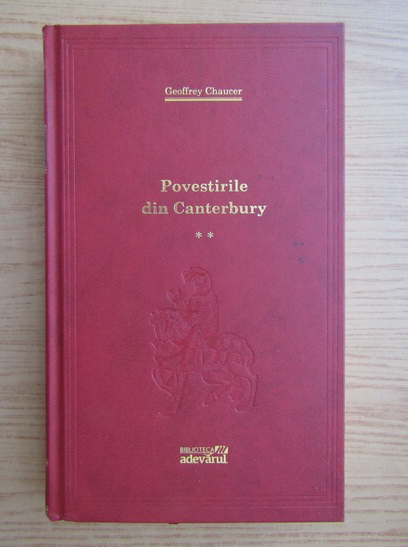 Geoffrey Chaucer
Povestirile
din Canterbury
* *
BIBLIOTECA
adevărul